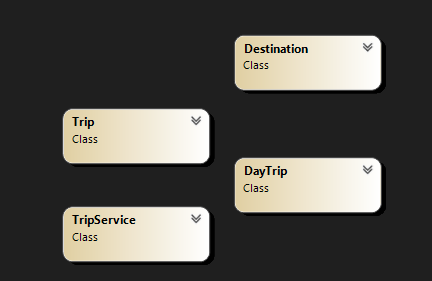 Destination
Class
Trip
Class
DayTrip
Class
TripService
Class